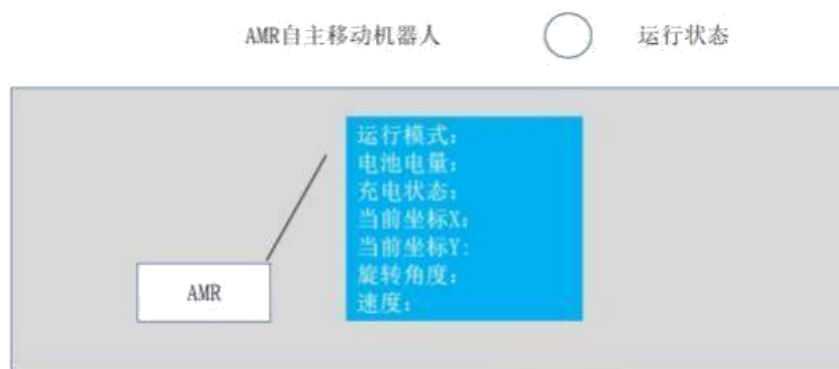 AMR自主移动机器人
运行状态
运行模式:
电池电量:
充电状态:
当前坐标X:
当前坐标Y:
旋转角度:
速度:
AMR